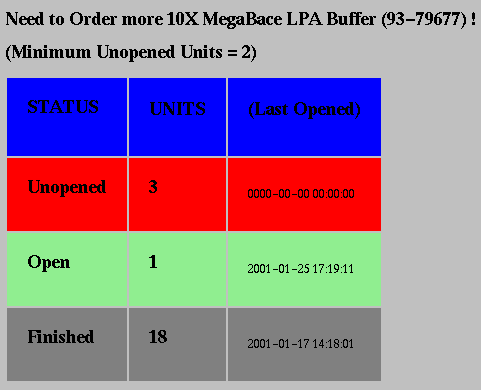 Need to Order more 10X MegaBace LPA Buffer (93-79677) !
(Minimum Unopened Units = 2)
STATUS UNITS (Last Opened)
Unopened 3 0000-00-00 00:00:00
Open 1 2001-01-25 17:19:11
Finished 18 2001-01-17 14:18:01